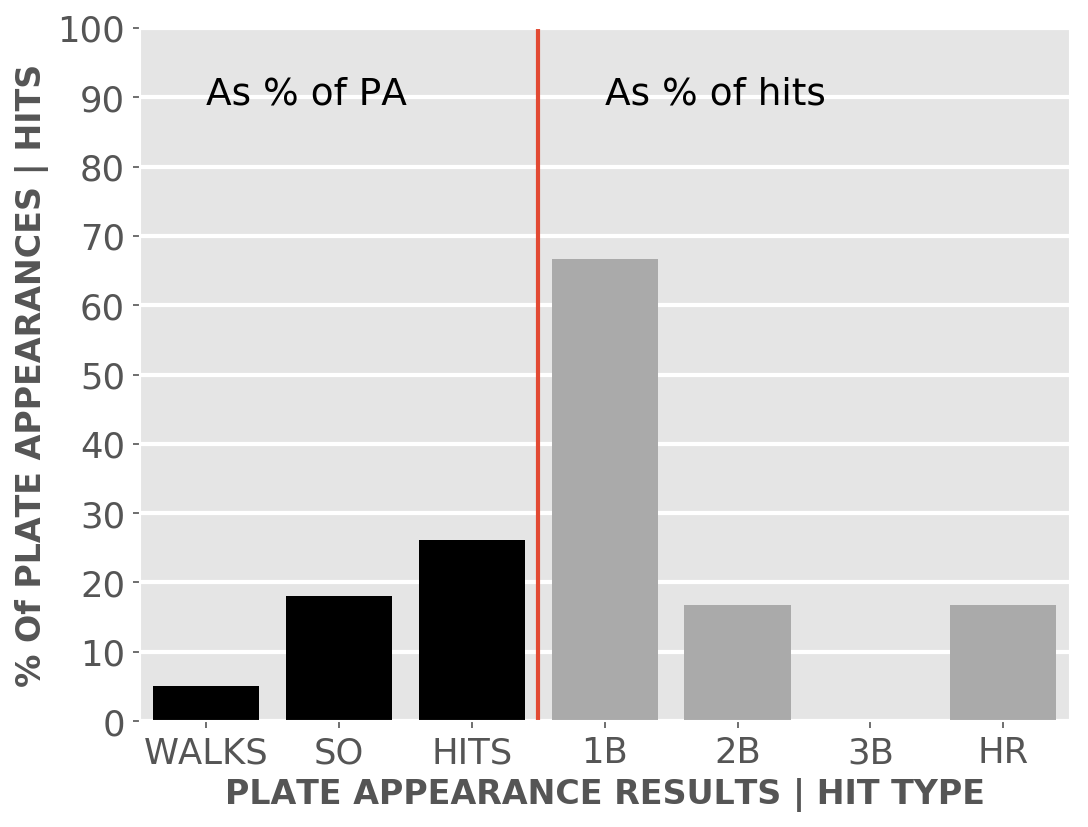 100
90
80
70
60
50
40
30
20
10
0
% Of PLATE APPEARANCES | HITS
As % of PA
As % of hits
WALKS SO HITS 1B 2B 3B HR
PLATE APPEARANCE RESULTS | HIT TYPE